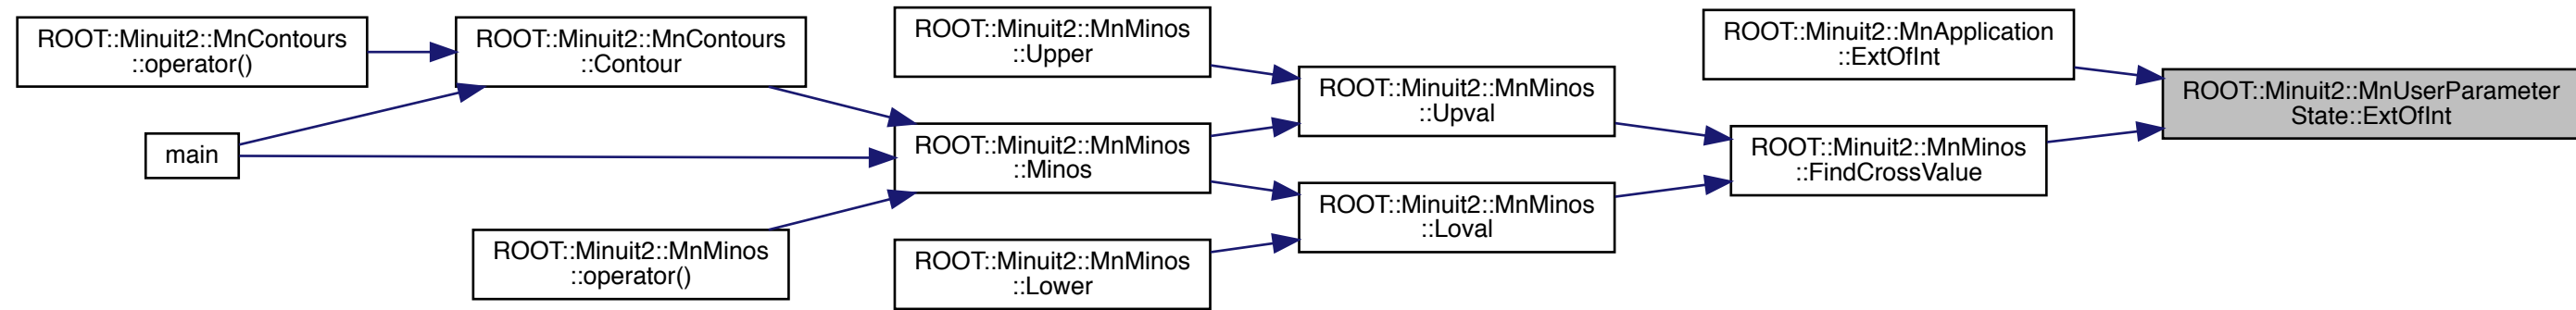 ROOT::Minuit2::MnContours
::operator()
main
ROOT::Minuit2::MnContours
::Contour
ROOT::Minuit2::MnMinos
::operator()
ROOT::Minuit2::MnMinos
::Upper
ROOT::Minuit2::MnMinos
::Minos
ROOT::Minuit2::MnMinos
::Lower
ROOT::Minuit2::MnMinos
::Upval
ROOT::Minuit2::MnMinos
::Loval
ROOT::Minuit2::MnApplication
::ExtOfInt
ROOT::Minuit2::MnMinos
::FindCrossValue
ROOT::Minuit2::MnUserParameter
State::ExtOfInt